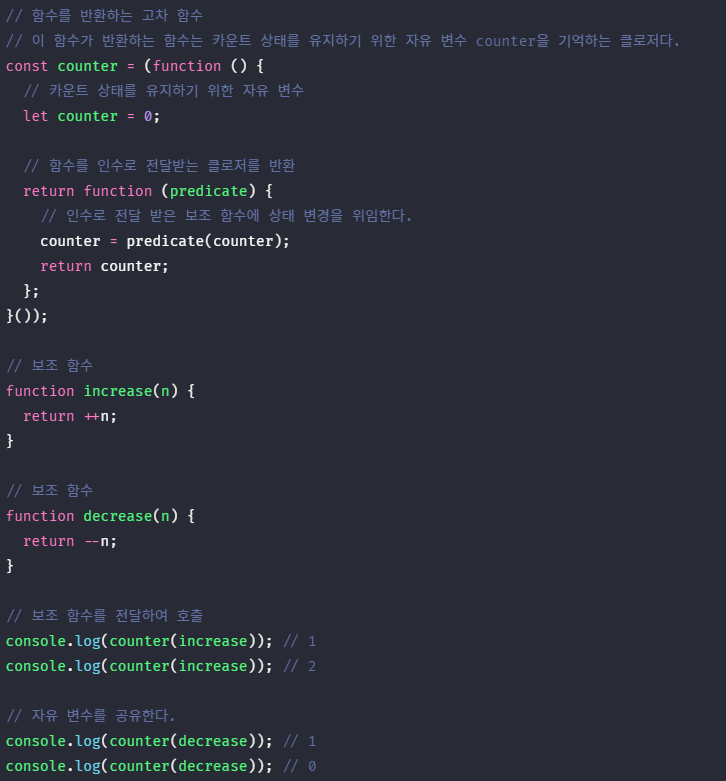 // 함수를 반환하는 고차 함수
// 이 함수가 반환하는 함수는 카운트 상태를 유지하기 위한 자유 변수 counter을 기억하는 클로저다.
const counter = (function () {
  // 카운트 상태를 유지하기 위한 자유 변수
  let counter = 0;

  // 함수를 인수로 전달받는 클로저를 반환
  return function (predicate) {
    // 인수로 전달 받은 보조 함수에 상태 변경을 위임한다.
    counter = predicate(counter);
    return counter;
  };
}());

// 보조 함수
function increase(n) {
  return ++n;
}

// 보조 함수
function decrease(n) {
  return --n;
}

// 보조 함수를 전달하여 호출
console.log(counter(increase)); // 1
console.log(counter(increase)); // 2

// 자유 변수를 공유한다.
console.log(counter(decrease)); // 1
console.log(counter(decrease)); // 0